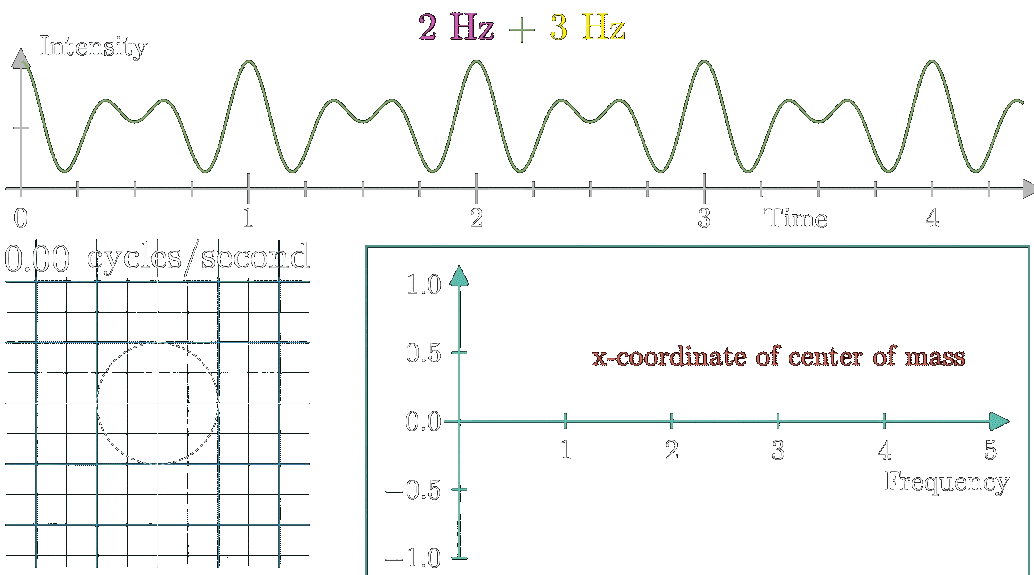 2 Hz + 3 Hz
Intensity
0 1 2 3 Time 4
0.00 cycles/second
1.0
0.5
x-coordinate of center of mass
0.0
1 2 3 4 5
Frequency
−0.5
−1.0